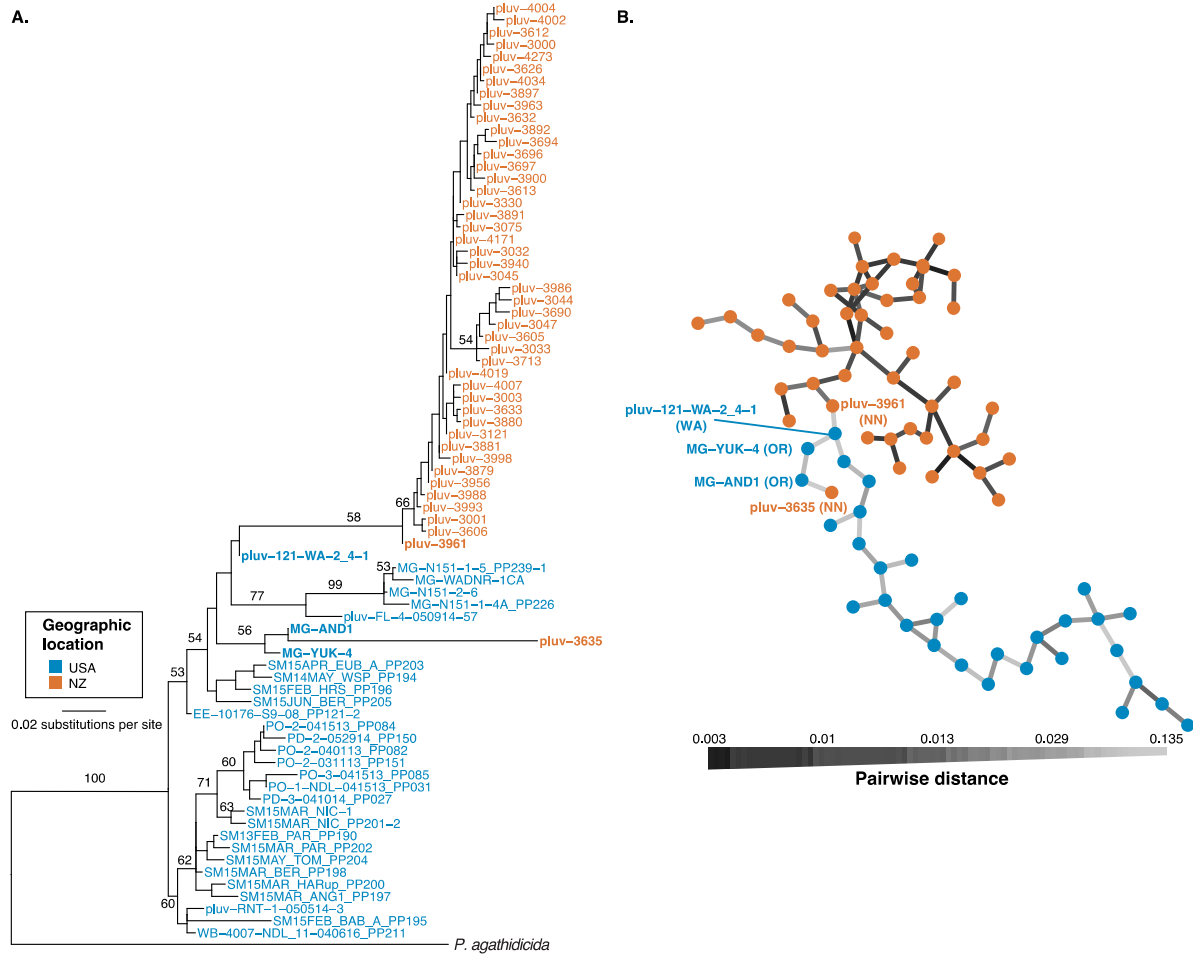 A.
pluv−4004
pluv−4002
pluv−3612
pluv−3000
pluv−4273
pluv−3626
pluv−4034
pluv−3897
pluv−3963
pluv−3632
pluv−3892
pluv−3694
pluv−3696
pluv−3697
pluv−3900
pluv−3613
pluv−3330
pluv−3891
pluv−3075
pluv−4171
pluv−3032
pluv−3940
pluv−3045
pluv−3986
pluv−3044
pluv−3690
pluv−3047
pluv−3605
54
pluv−3033
pluv−3713
pluv−4019
pluv−4007
pluv−3003
pluv−3633
pluv−3880
pluv−3121
pluv−3881
pluv−3998
pluv−3879
pluv−3956
pluv−3988
66
pluv−3993
58
pluv−3001
pluv−3606
pluv−3961
pluv−121−WA−2_4−1
53
MG−N151−1−5_PP239−1
MG−WADNR−1CA
99
MG−N151−2−6
77
MG−N151−1−4A_PP226
pluv−FL−4−050914−57
56
MG−AND1
54
pluv−3635
MG−YUK−4
53
SM15APR_EUB_A_PP203
SM14MAY_WSP_PP194
SM15FEB_HRS_PP196
SM15JUN_BER_PP205
EE−10176−S9−08_PP121−2
PO−2−041513_PP084
PD−2−052914_PP150
PO−2−040113_PP082
60
PO−2−031113_PP151
PO−3−041513_PP085
71
PO−1−NDL−041513_PP031
PD−3−041014_PP027
63
SM15MAR_NIC−1
SM15MAR_NIC_PP201−2
SM13FEB_PAR_PP190
SM15MAR_PAR_PP202
62
SM15MAY_TOM_PP204
SM15MAR_BER_PP198
SM15MAR_HARup_PP200
SM15MAR_ANG1_PP197
60
pluv−RNT−1−050514−3
SM15FEB_BAB_A_PP195
WB−4007−NDL_11−040616_PP211
P. agathidicida
100
Geographic
location
USA
NZ
0.02 substitutions per site
B.
pluv−121−WA−2_4−1
(WA)
pluv−3961
(NN)
MG−YUK−4 (OR)
MG−AND1 (OR)
pluv−3635 (NN)
0.003 0.01 0.013 0.029 0.135
Pairwise distance